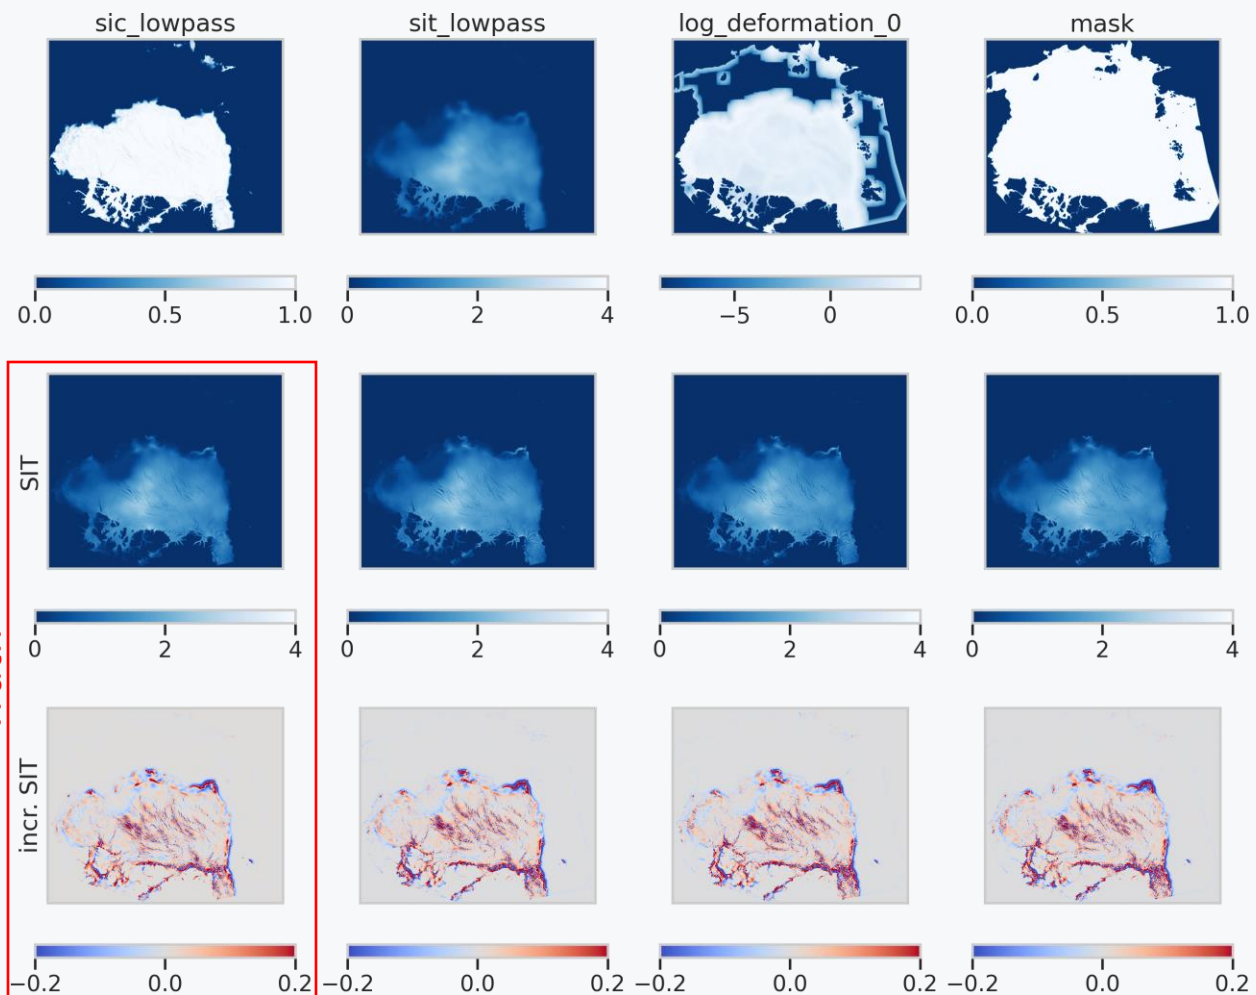 sic_lowpass sit_lowpass log_deformation_0 mask
0.0 0.5 1.0 0 2 4 −5 0 0.0 0.5 1.0
SIT
0 2 4 0 2 4 0 2 4 0 2 4
incr. SIT
−0.2 0.0 0.2 −0.2 0.0 0.2 −0.2 0.0 0.2 −0.2 0.0 0.2